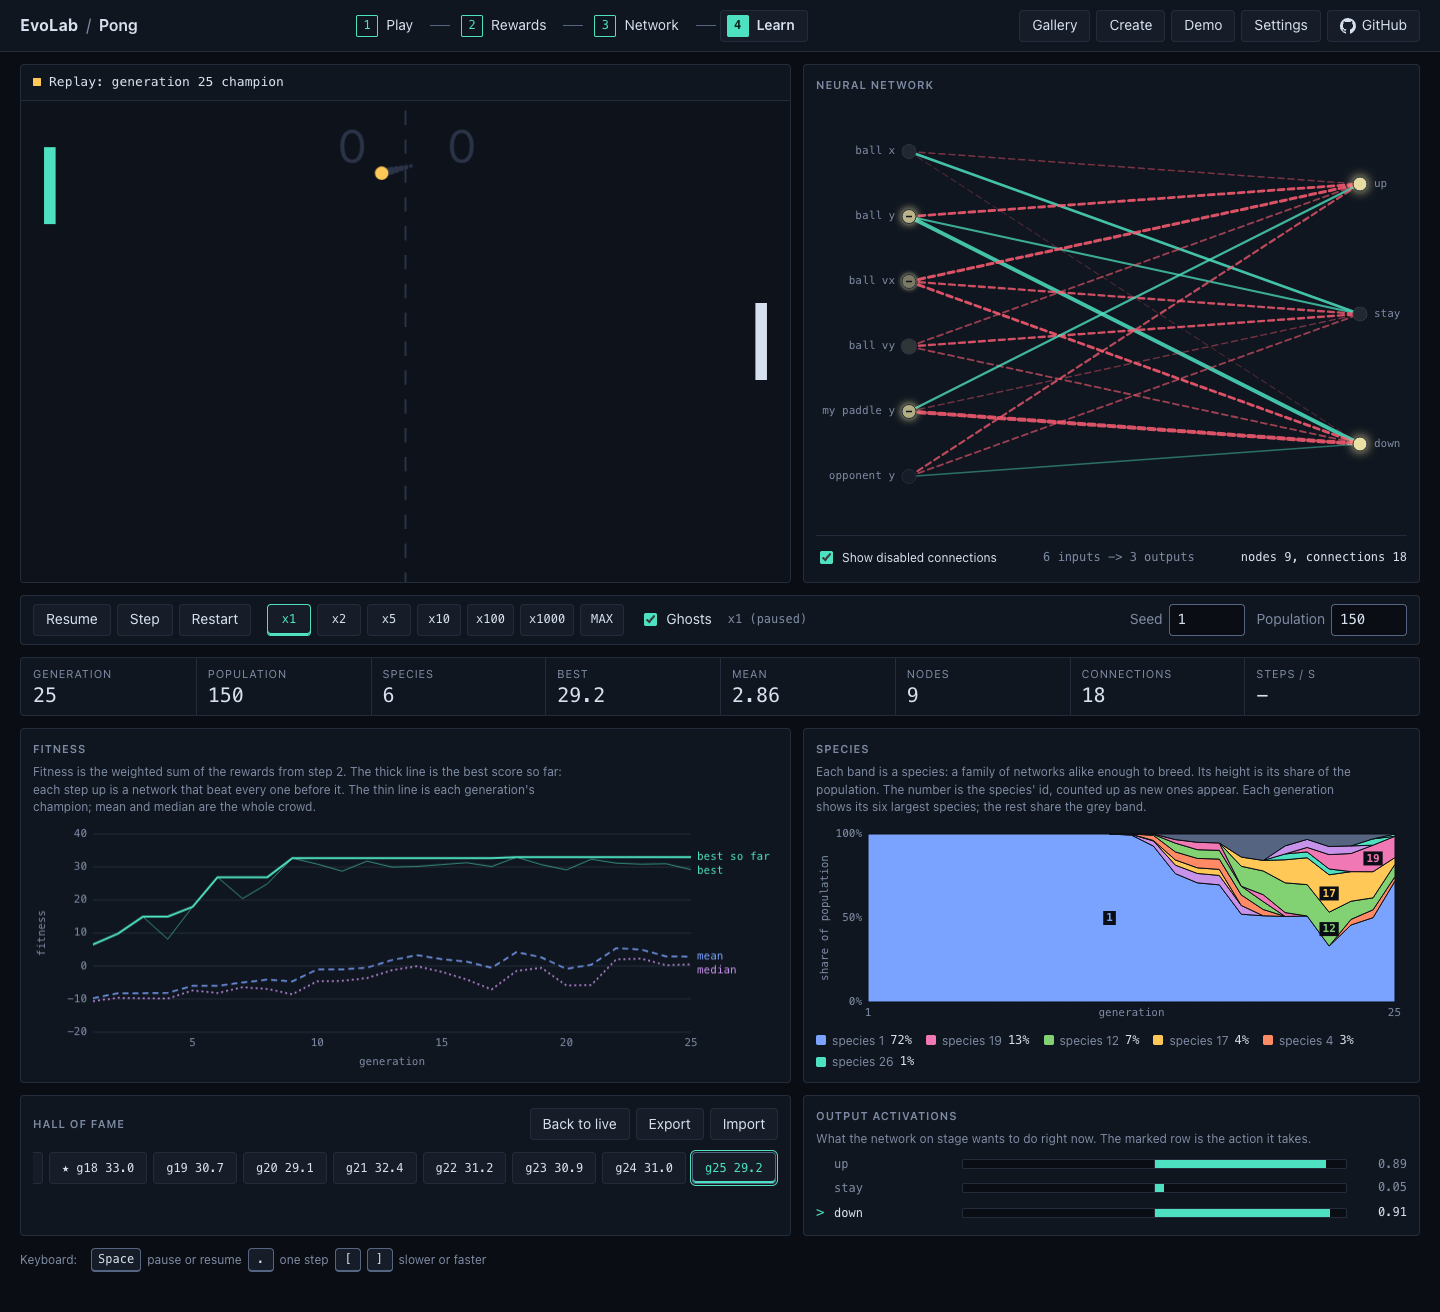 EvoLab / Pong
1 Play
2 Rewards
3 Network
4 Learn
Gallery
Create
Demo
Settings
GitHub
Replay: generation 25 champion
0 0
NEURAL NETWORK
ball x
ball y
ball vx
ball vy
my paddle y
opponent y
up
stay
down
Show disabled connections
6 inputs —> 3 outputs
nodes 9, connections 18
Resume
Step
Restart
x1
x2
x5
x10
x100
x1000
MAX
Ghosts
x1 (paused)
Seed 1
Population 150
GENERATION
25
POPULATION
150
SPECIES
6
BEST
29.2
MEAN
2.86
NODES
9
CONNECTIONS
18
STEPS / S
—
FITNESS
Fitness is the weighted sum of the rewards from step 2. The thick line is the best score so far:
each step up is a network that beat every one before it. The thin line is each generation's
champion; mean and median are the whole crowd.
40
30
20
10
0
−10
−20
fitness
5
10
15
20
25
generation
best so far
best
mean
median
SPECIES
Each band is a species: a family of networks alike enough to breed. Its height is its share of the
population. The number is the species' id, counted up as new ones appear. Each generation
shows its six largest species; the rest share the grey band.
100%
50%
0%
share of population
1
19
17
12
1
generation
25
species 1 72%
species 19 13%
species 12 7%
species 17 4%
species 4 3%
species 26 1%
HALL OF FAME
Back to live
Export
Import
★ g18 33.0
g19 30.7
g20 29.1
g21 32.4
g22 31.2
g23 30.9
g24 31.0
g25 29.2
OUTPUT ACTIVATIONS
What the network on stage wants to do right now. The marked row is the action it takes.
up 0.89
stay 0.05
> down 0.91
Keyboard: Space pause or resume . one step [ ] slower or faster